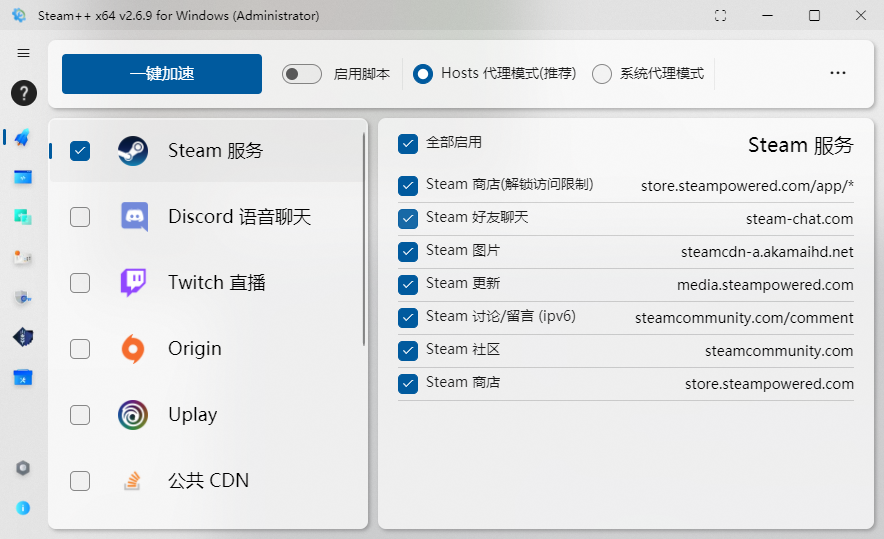 Steam++ x64 v2.6.9 for Windows (Administrator)
一键加速 启用脚本 Hosts 代理模式(推荐) 系统代理模式
Steam 服务
Discord 语音聊天
Twitch 直播
Origin
Uplay
公共 CDN
全部启用 Steam 服务
Steam 商店(解锁访问限制) store.steampowered.com/app/*
Steam 好友聊天 steam-chat.com
Steam 图片 steamcdn-a.akamaihd.net
Steam 更新 media.steampowered.com
Steam 讨论/留言 (ipv6) steamcommunity.com/comment
Steam 社区 steamcommunity.com
Steam 商店 store.steampowered.com